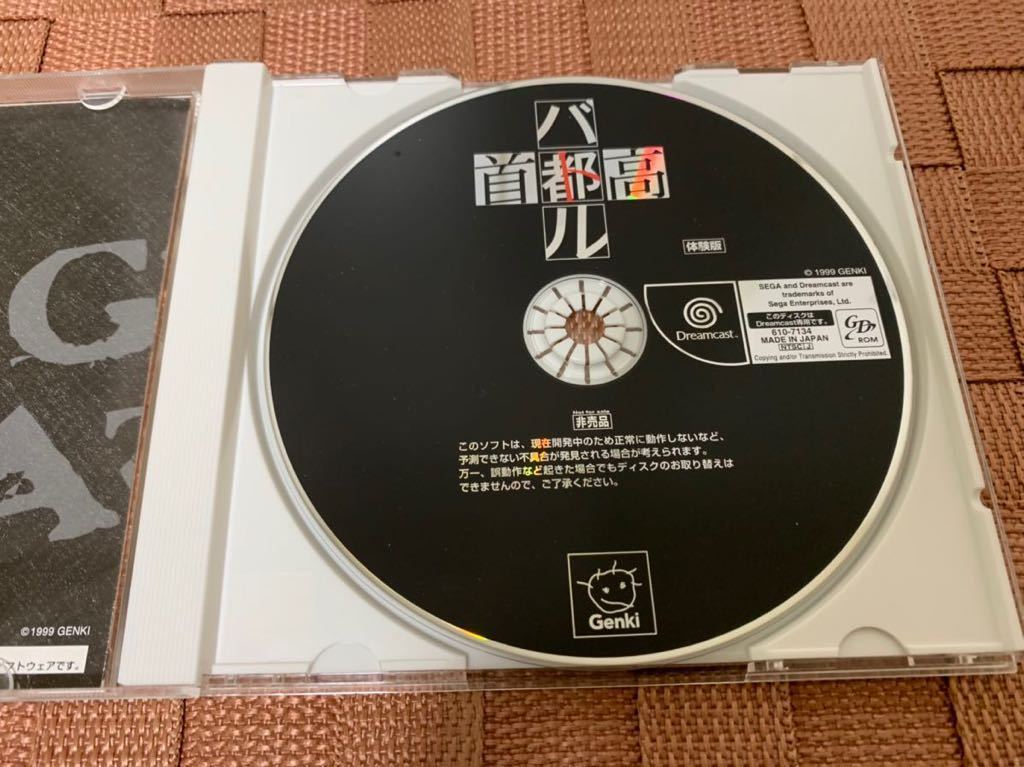 バ
首都高
ト
ル
体験版
© 1999 GENKI
SEGA and Dreamcast are
trademarks of
Sega Enterprises, Ltd.
このディスクは
Dreamcast専用です。
610-7134
MADE IN JAPAN
NTSC J
Copying and/or Transmission Strictly Prohibited.
Dreamcast™
GD
ROM
Not for sale
非売品
このソフトは、現在開発中のため正常に動作しないなど、
予測できない不具合が発見される場合が考えられます。
万一、誤動作など起きた場合でもディスクのお取り替えは
できませんので、ご了承ください。
Genki
©1999 GENKI
ストウェアです。